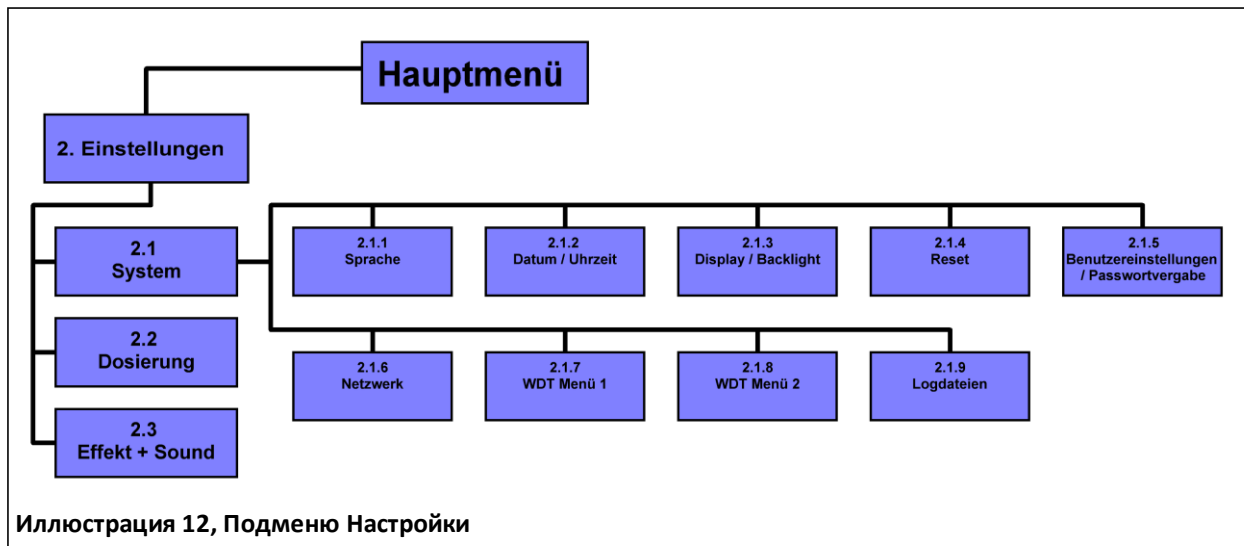 Hauptmenü
2. Einstellungen
2.1
System
2.1.1
Sprache
2.1.2
Datum / Uhrzeit
2.1.3
Display / Backlight
2.1.4
Reset
2.1.5
Benutzereinstellungen
/ Passwortvergabe
2.2
Dosierung
2.1.6
Netzwerk
2.1.7
WDT Menü 1
2.1.8
WDT Menü 2
2.1.9
Logdateien
2.3
Effekt + Sound
Иллюстрация 12, Подменю Настройки